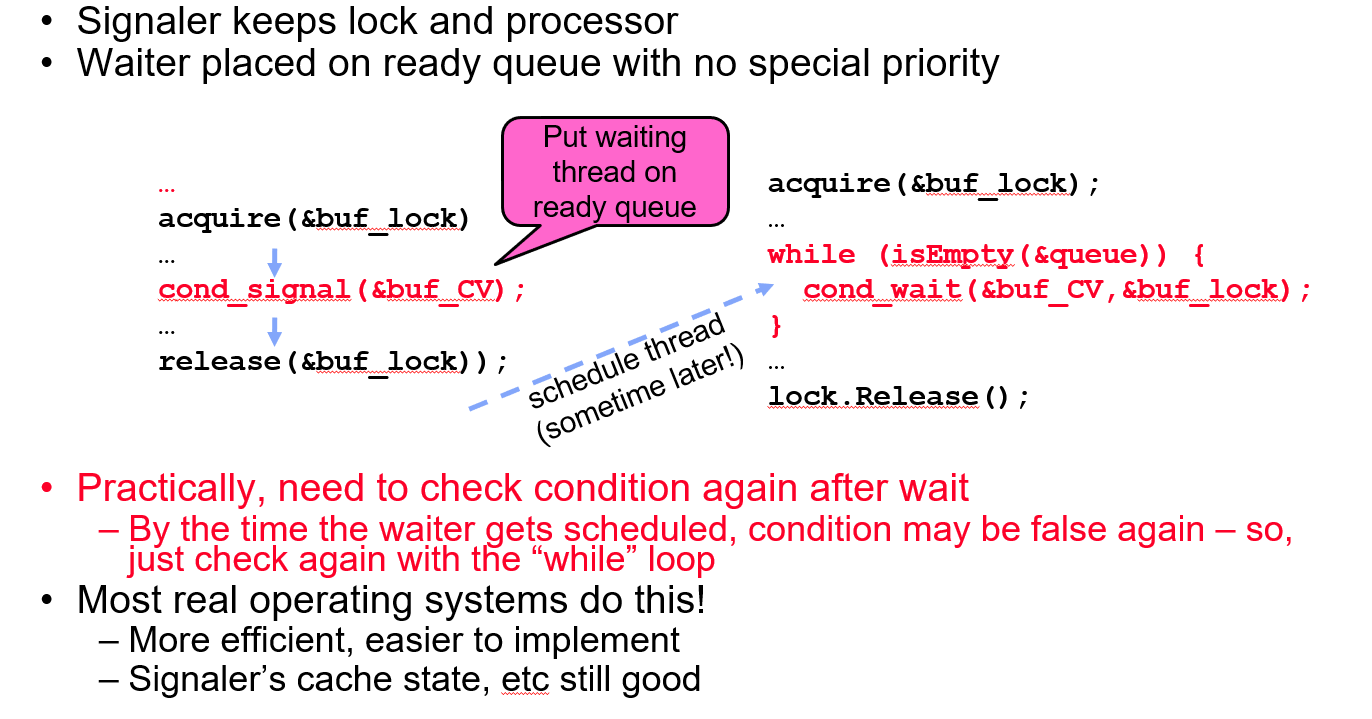 • Signaler keeps lock and processor
• Waiter placed on ready queue with no special priority
…
acquire(&buf_lock)
…
cond_signal(&buf_CV);
…
release(&buf_lock));
Put waiting
thread on
ready queue
schedule thread
(sometime later!)
acquire(&buf_lock);
…
while (isEmpty(&queue)) {
cond_wait(&buf_CV,&buf_lock);
}
…
lock.Release();
• Practically, need to check condition again after wait
– By the time the waiter gets scheduled, condition may be false again – so,
just check again with the “while” loop
• Most real operating systems do this!
– More efficient, easier to implement
– Signaler’s cache state, etc still good